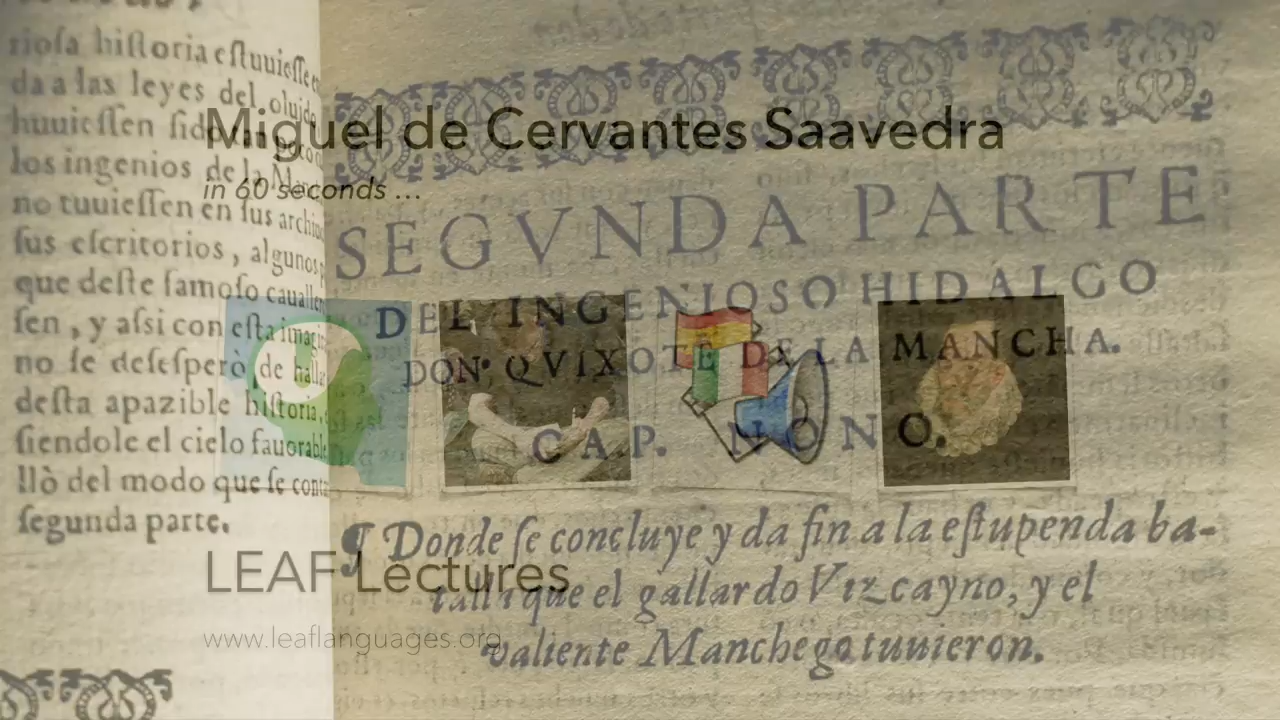 Miguel de Cervantes Saavedra
in 60 seconds ...
LEAF Lectures
www.leaflanguages.org
rioſa hiſtoria eſtuuieſſe
da a las leyes del oluido
huuieſſen ſido
los ingenios de la
no tuuieſſen en ſus archi
ſus eſcritorios, algunos
que deſte famoſo cauall
ſen, y aſsi con eſta imag
no ſe deſeſperò de halla
deſta apazible hiſtoria,
ſiendole el cielo fauorable
llò del modo que ſe cont
ſegunda parte.
SEGVNDA PARTE
DEL INGENIOSO HIDALGO
DON QVIXOTE DE LA MANCHA.
CAP. NONO.
¶ Donde ſe concluye y da fin a la eſtupenda ba-
talla que el gallardo Vizcayno, y el
valiente Manchego tuuieron.